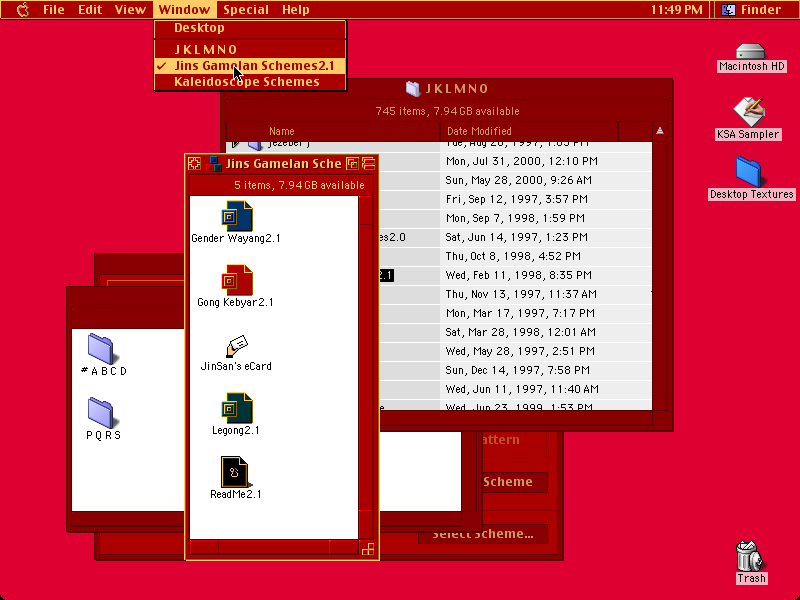 File Edit View Window Special Help 11:49 PM Finder
Desktop
J K L M N O
Jins Gamelan Schemes2.1
Kaleidoscope Schemes
Macintosh HD
KSA Sampler
Desktop Textures
Trash
J K L M N O
745 items, 7.94 GB available
Name Date Modified
jezeberj Tue, Aug 26, 1997, 1:03 PM
Mon, Jul 31, 2000, 12:10 PM
Sun, May 28, 2000, 9:26 AM
Fri, Sep 12, 1997, 3:57 PM
Mon, Sep 7, 1998, 1:59 PM
es2.0 Sat, Jun 14, 1997, 1:23 PM
Thu, Oct 8, 1998, 4:52 PM
2.1 Wed, Feb 11, 1998, 8:35 PM
Thu, Nov 13, 1997, 11:37 AM
Mon, Mar 17, 1997, 7:17 PM
Sat, Mar 28, 1998, 12:01 AM
Wed, May 28, 1997, 2:51 PM
Sun, Dec 14, 1997, 7:58 PM
Wed, Jun 11, 1997, 11:40 AM
Wed, Jun 23, 1999, 1:53 PM
Jins Gamelan Sche
5 items, 7.94 GB available
Gender Wayang2.1
Gong Kebyar2.1
JinSan's eCard
Legong2.1
ReadMe2.1
# A B C D
P Q R S
attern
Scheme
Select Scheme...